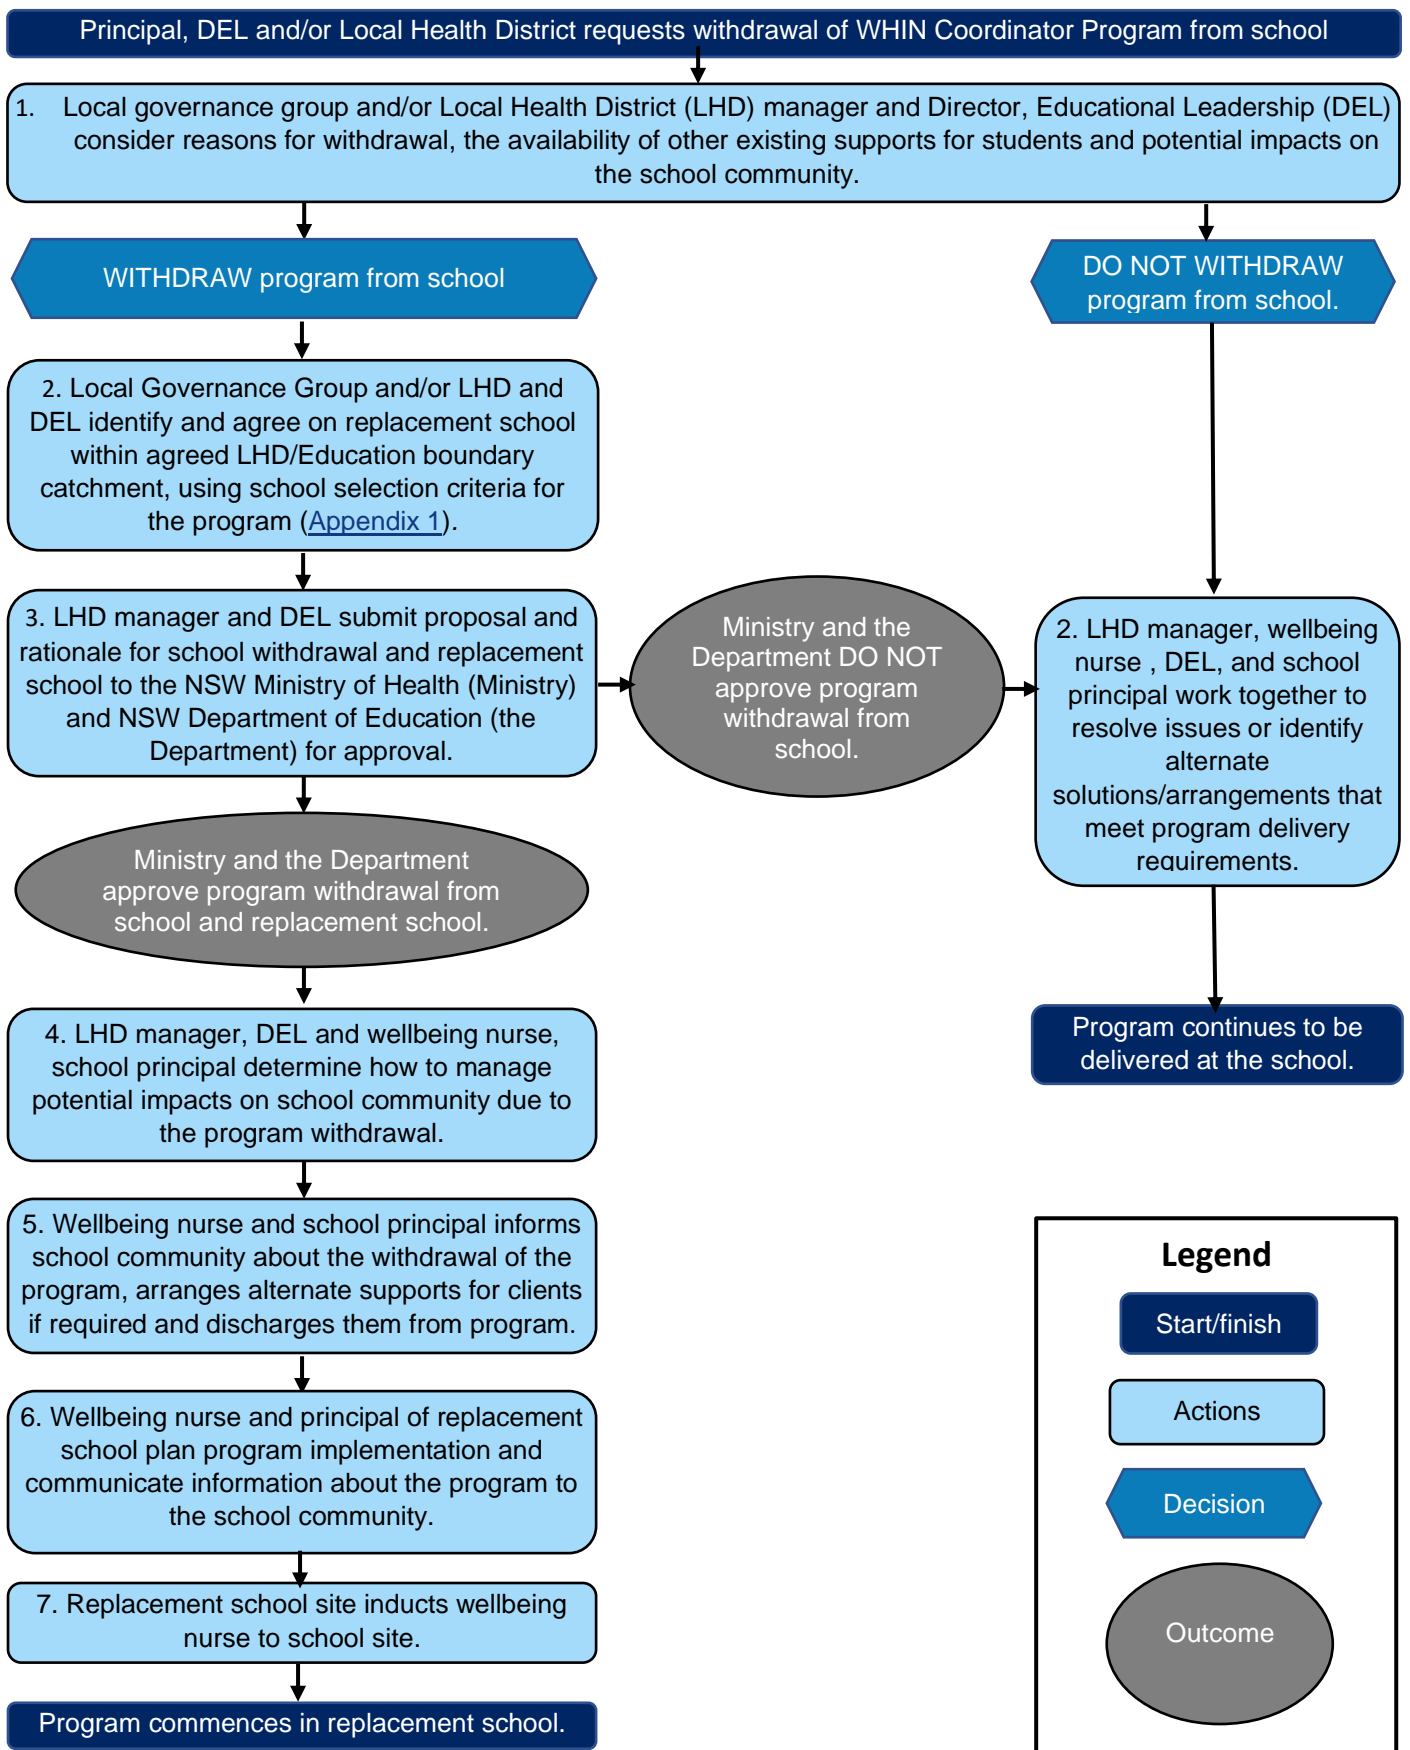 Principal, DEL and/or Local Health District requests withdrawal of WHIN Coordinator Program from school
1. Local governance group and/or Local Health District (LHD) manager and Director, Educational Leadership (DEL)
consider reasons for withdrawal, the availability of other existing supports for students and potential impacts on
the school community.
WITHDRAW program from school
DO NOT WITHDRAW
program from school.
2. Local Governance Group and/or LHD and
DEL identify and agree on replacement school
within agreed LHD/Education boundary
catchment, using school selection criteria for
the program (Appendix 1).
3. LHD manager and DEL submit proposal and
rationale for school withdrawal and replacement
school to the NSW Ministry of Health (Ministry)
and NSW Department of Education (the
Department) for approval.
Ministry and the
Department DO NOT
approve program
withdrawal from
school.
2. LHD manager, wellbeing
nurse , DEL, and school
principal work together to
resolve issues or identify
alternate
solutions/arrangements that
meet program delivery
requirements.
Ministry and the Department
approve program withdrawal from
school and replacement school.
4. LHD manager, DEL and wellbeing nurse,
school principal determine how to manage
potential impacts on school community due to
the program withdrawal.
Program continues to be
delivered at the school.
5. Wellbeing nurse and school principal informs
school community about the withdrawal of the
program, arranges alternate supports for clients
if required and discharges them from program.
6. Wellbeing nurse and principal of replacement
school plan program implementation and
communicate information about the program to
the school community.
7. Replacement school site inducts wellbeing
nurse to school site.
Program commences in replacement school.
Legend
Start/finish
Actions
Decision
Outcome